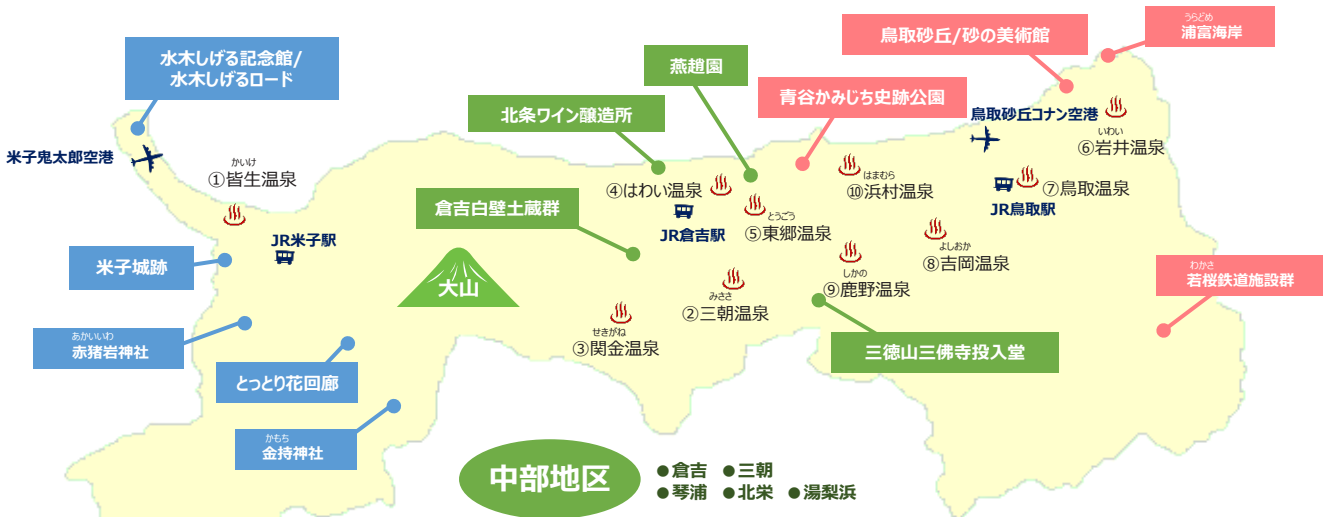 うらどめ
浦富海岸
鳥取砂丘/砂の美術館
水木しげる記念館/
水木しげるロード
燕趙園
青谷かみじち史跡公園
北条ワイン醸造所
鳥取砂丘コナン空港
いわい
⑥岩井温泉
米子鬼太郎空港
かいけ
①皆生温泉
④はわい温泉
はまむら
⑩浜村温泉
⑦鳥取温泉
JR鳥取駅
倉吉白壁土蔵群
JR倉吉駅
とうごう
⑤東郷温泉
JR米子駅
米子城跡
大山
よしおか
⑧吉岡温泉
しかの
⑨鹿野温泉
わかさ
若桜鉄道施設群
みささ
②三朝温泉
せきがね
③関金温泉
あかいいわ
赤猪岩神社
三徳山三佛寺投入堂
とっとり花回廊
かもち
金持神社
中部地区
●倉吉 ●三朝
●琴浦 ●北栄 ●湯梨浜